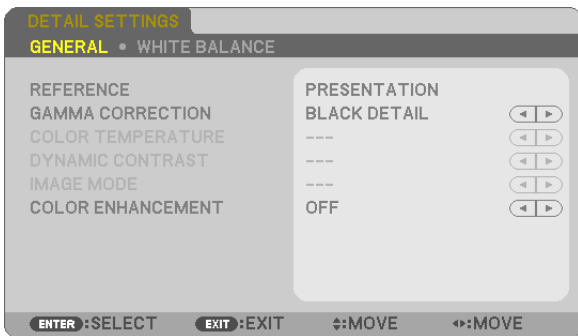 DETAIL SETTINGS
GENERAL • WHITE BALANCE
REFERENCE PRESENTATION
GAMMA CORRECTION BLACK DETAIL
COLOR TEMPERATURE ---
DYNAMIC CONTRAST ---
IMAGE MODE ---
COLOR ENHANCEMENT OFF
ENTER :SELECT EXIT :EXIT :MOVE :MOVE